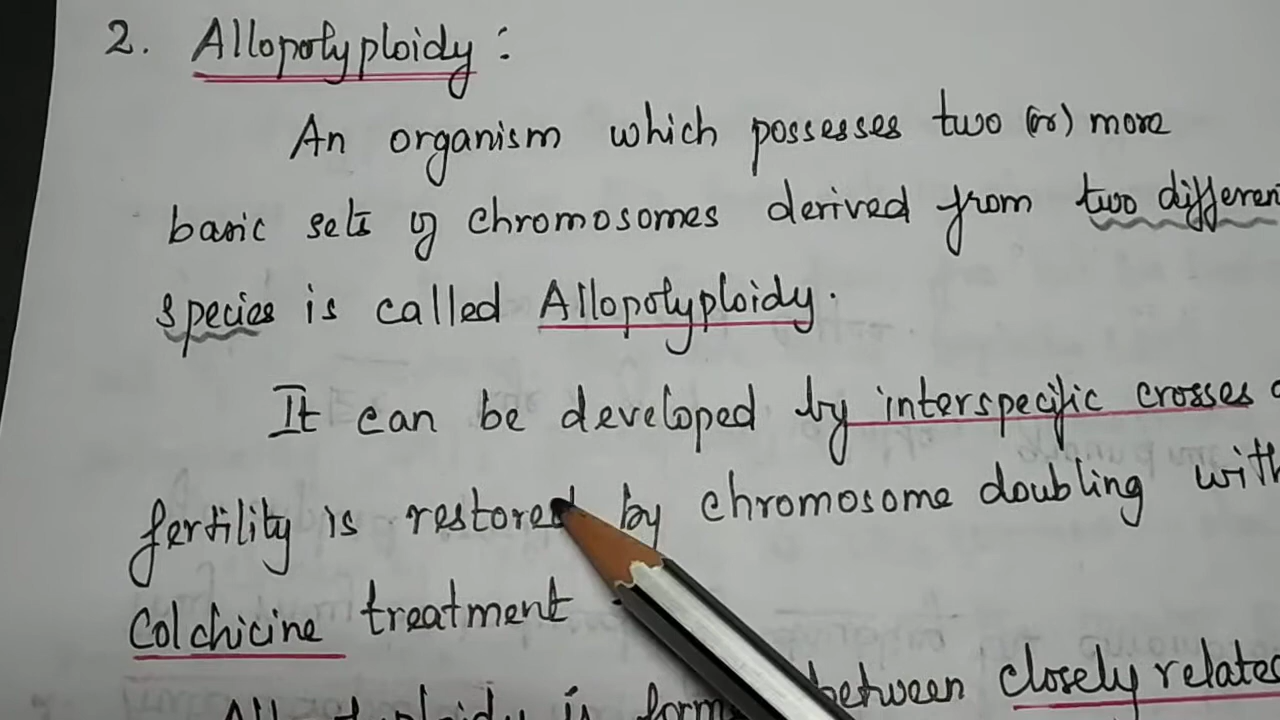 2. Allopolyploidy :
An organism which possesses two (or) more
basic sets of chromosomes derived from two differen
species is called Allopolyploidy.
It can be developed by interspecific crosses
fertility is restored by chromosome doubling with
Colchicine treatment
is between closely related